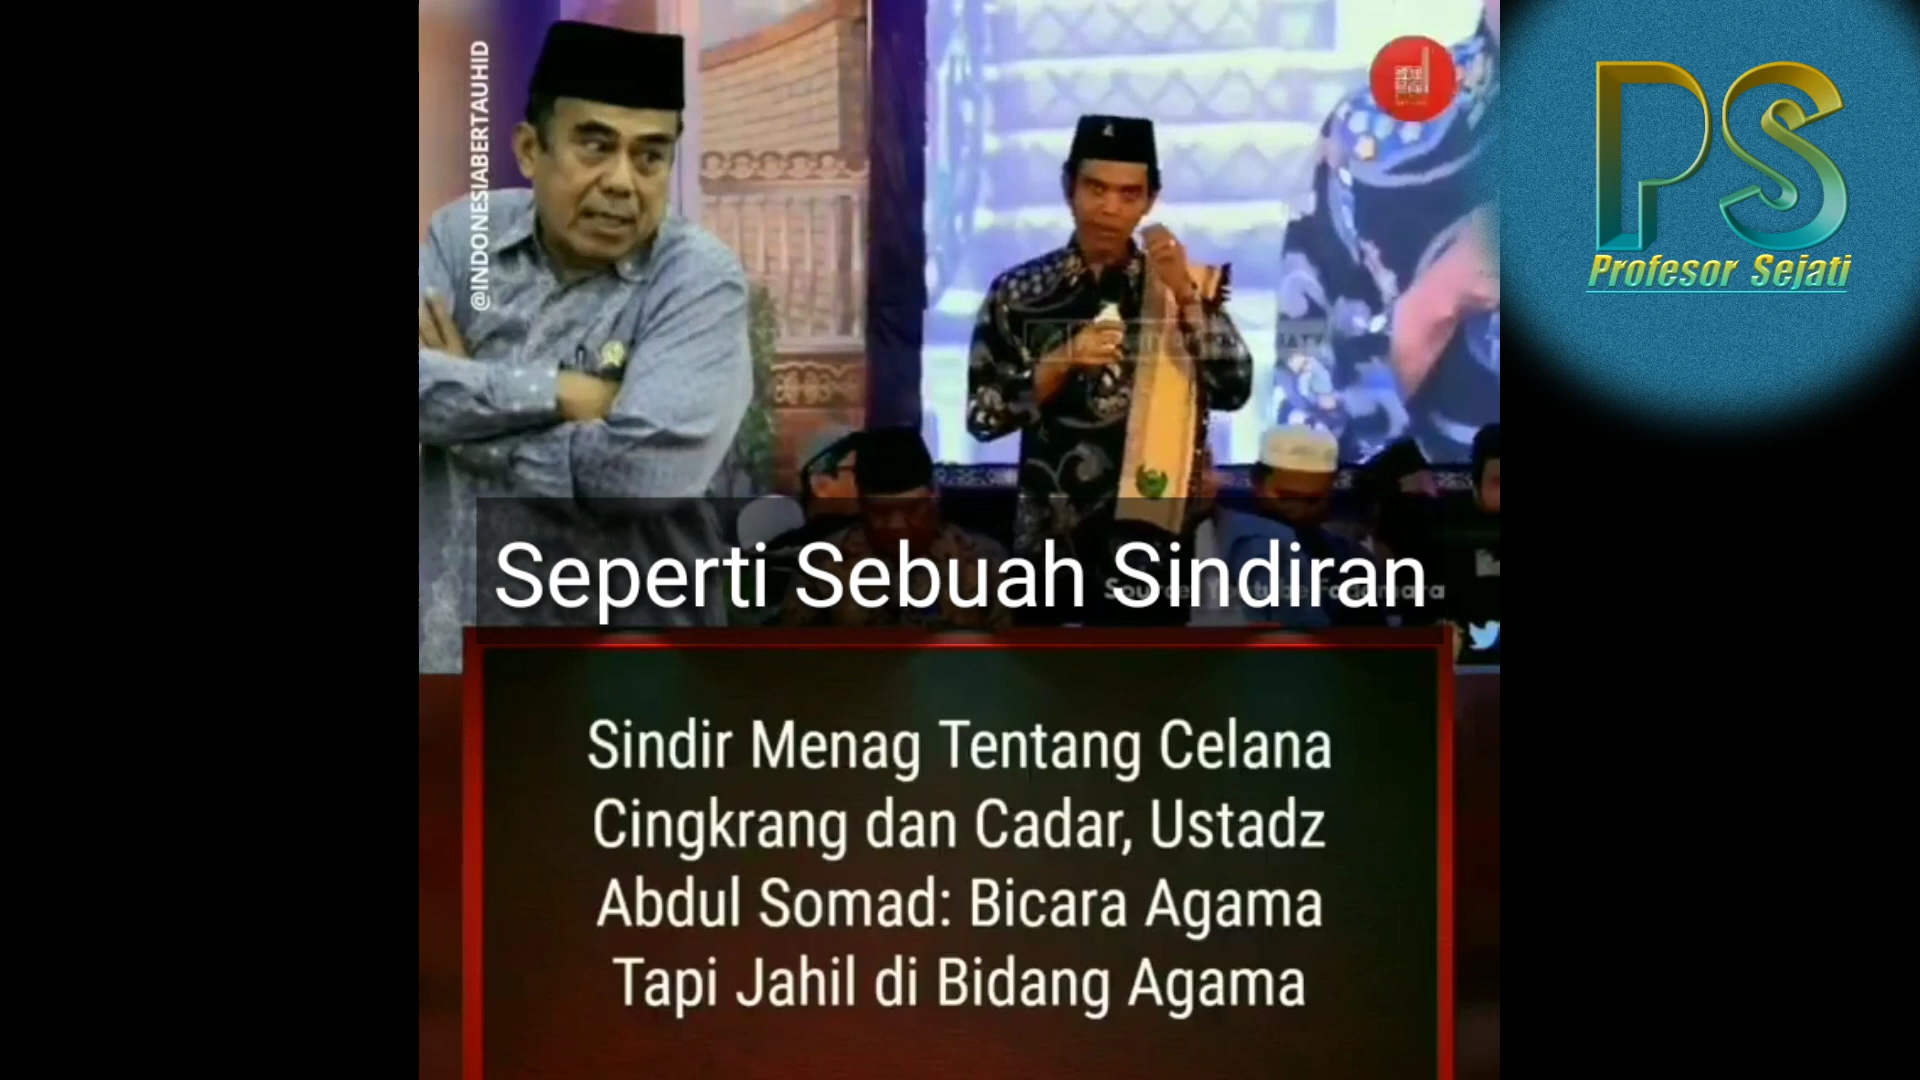 @INDONESIABERTAUHID
PS
Profesor Sejati
Seperti Sebuah Sindiran
Sindir Menag Tentang Celana
Cingkrang dan Cadar, Ustadz
Abdul Somad: Bicara Agama
Tapi Jahil di Bidang Agama